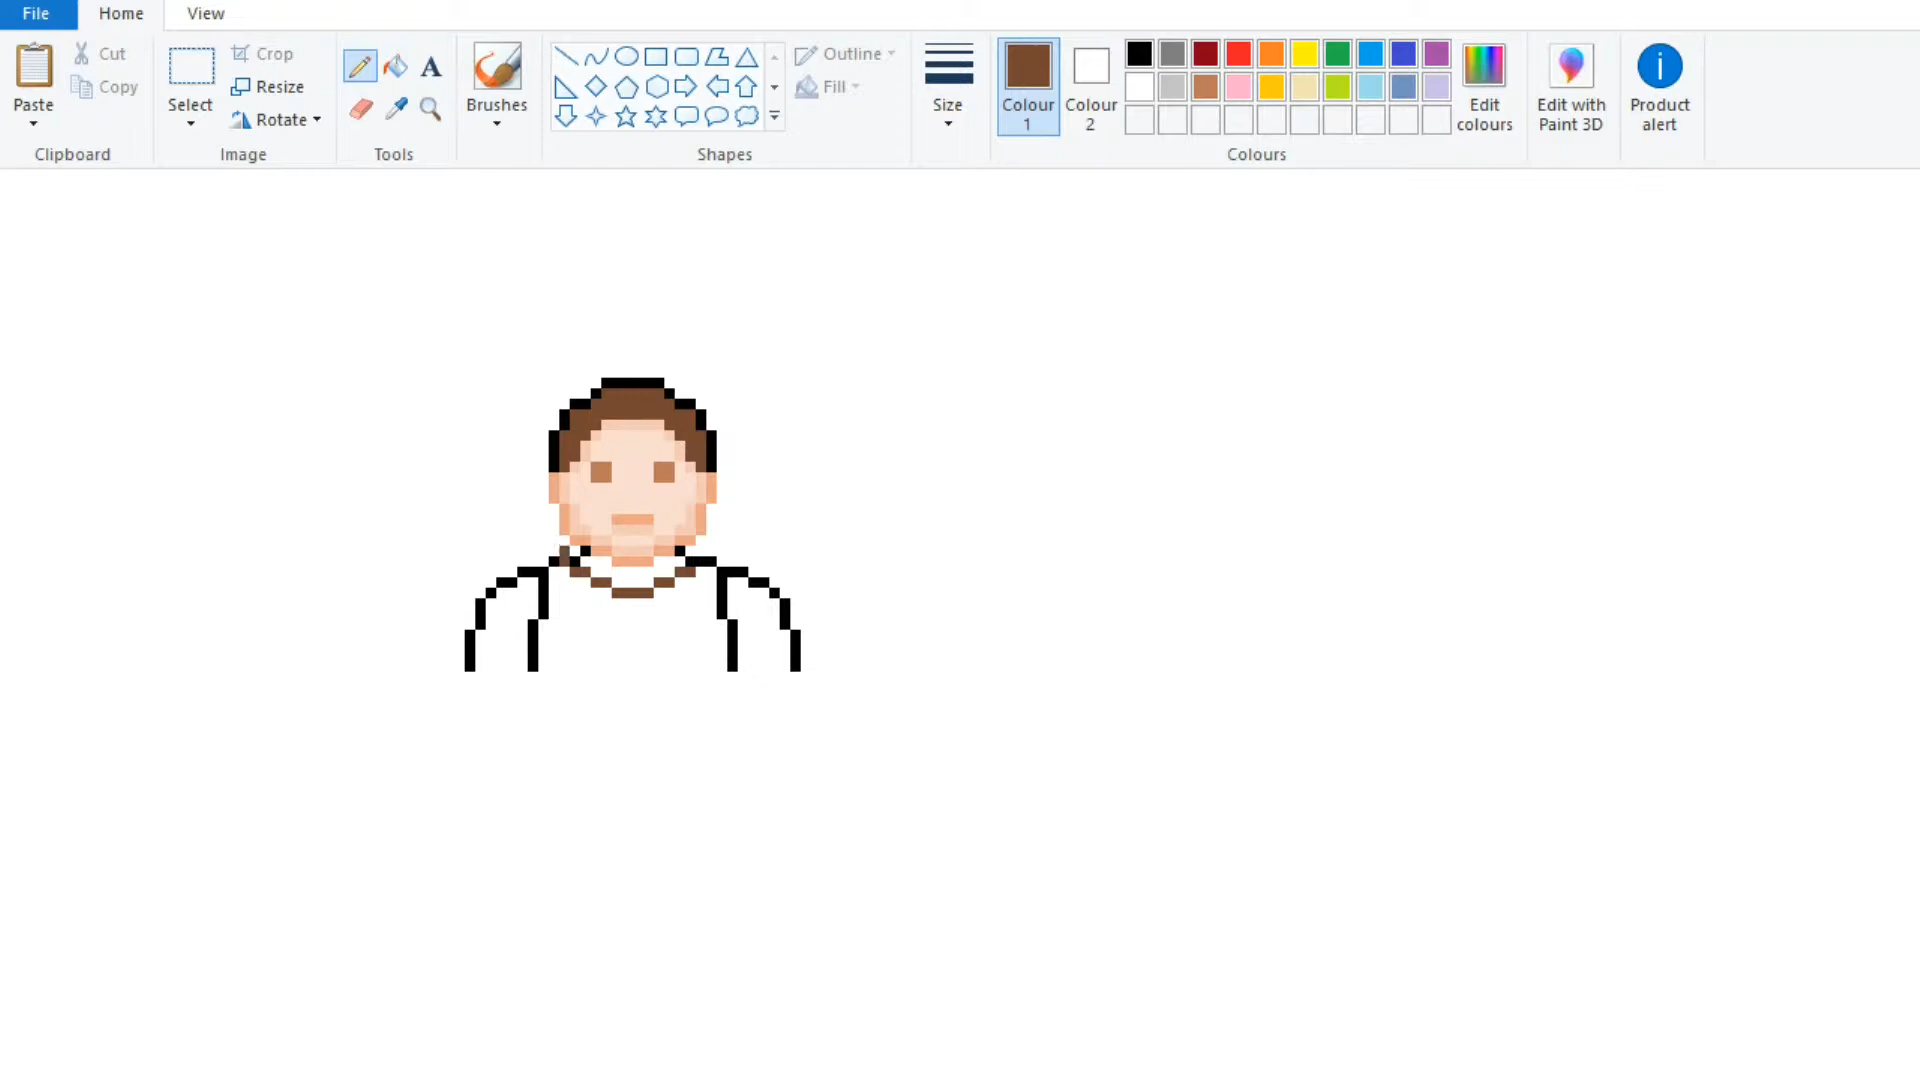 File Home View
Paste
Cut
Copy
Clipboard
Select
Crop
Resize
Rotate
Image
A
Tools
Brushes
Shapes
Outline
Fill
Size
Colour 1
Colour 2
Colours
Edit colours
Edit with Paint 3D
Product alert